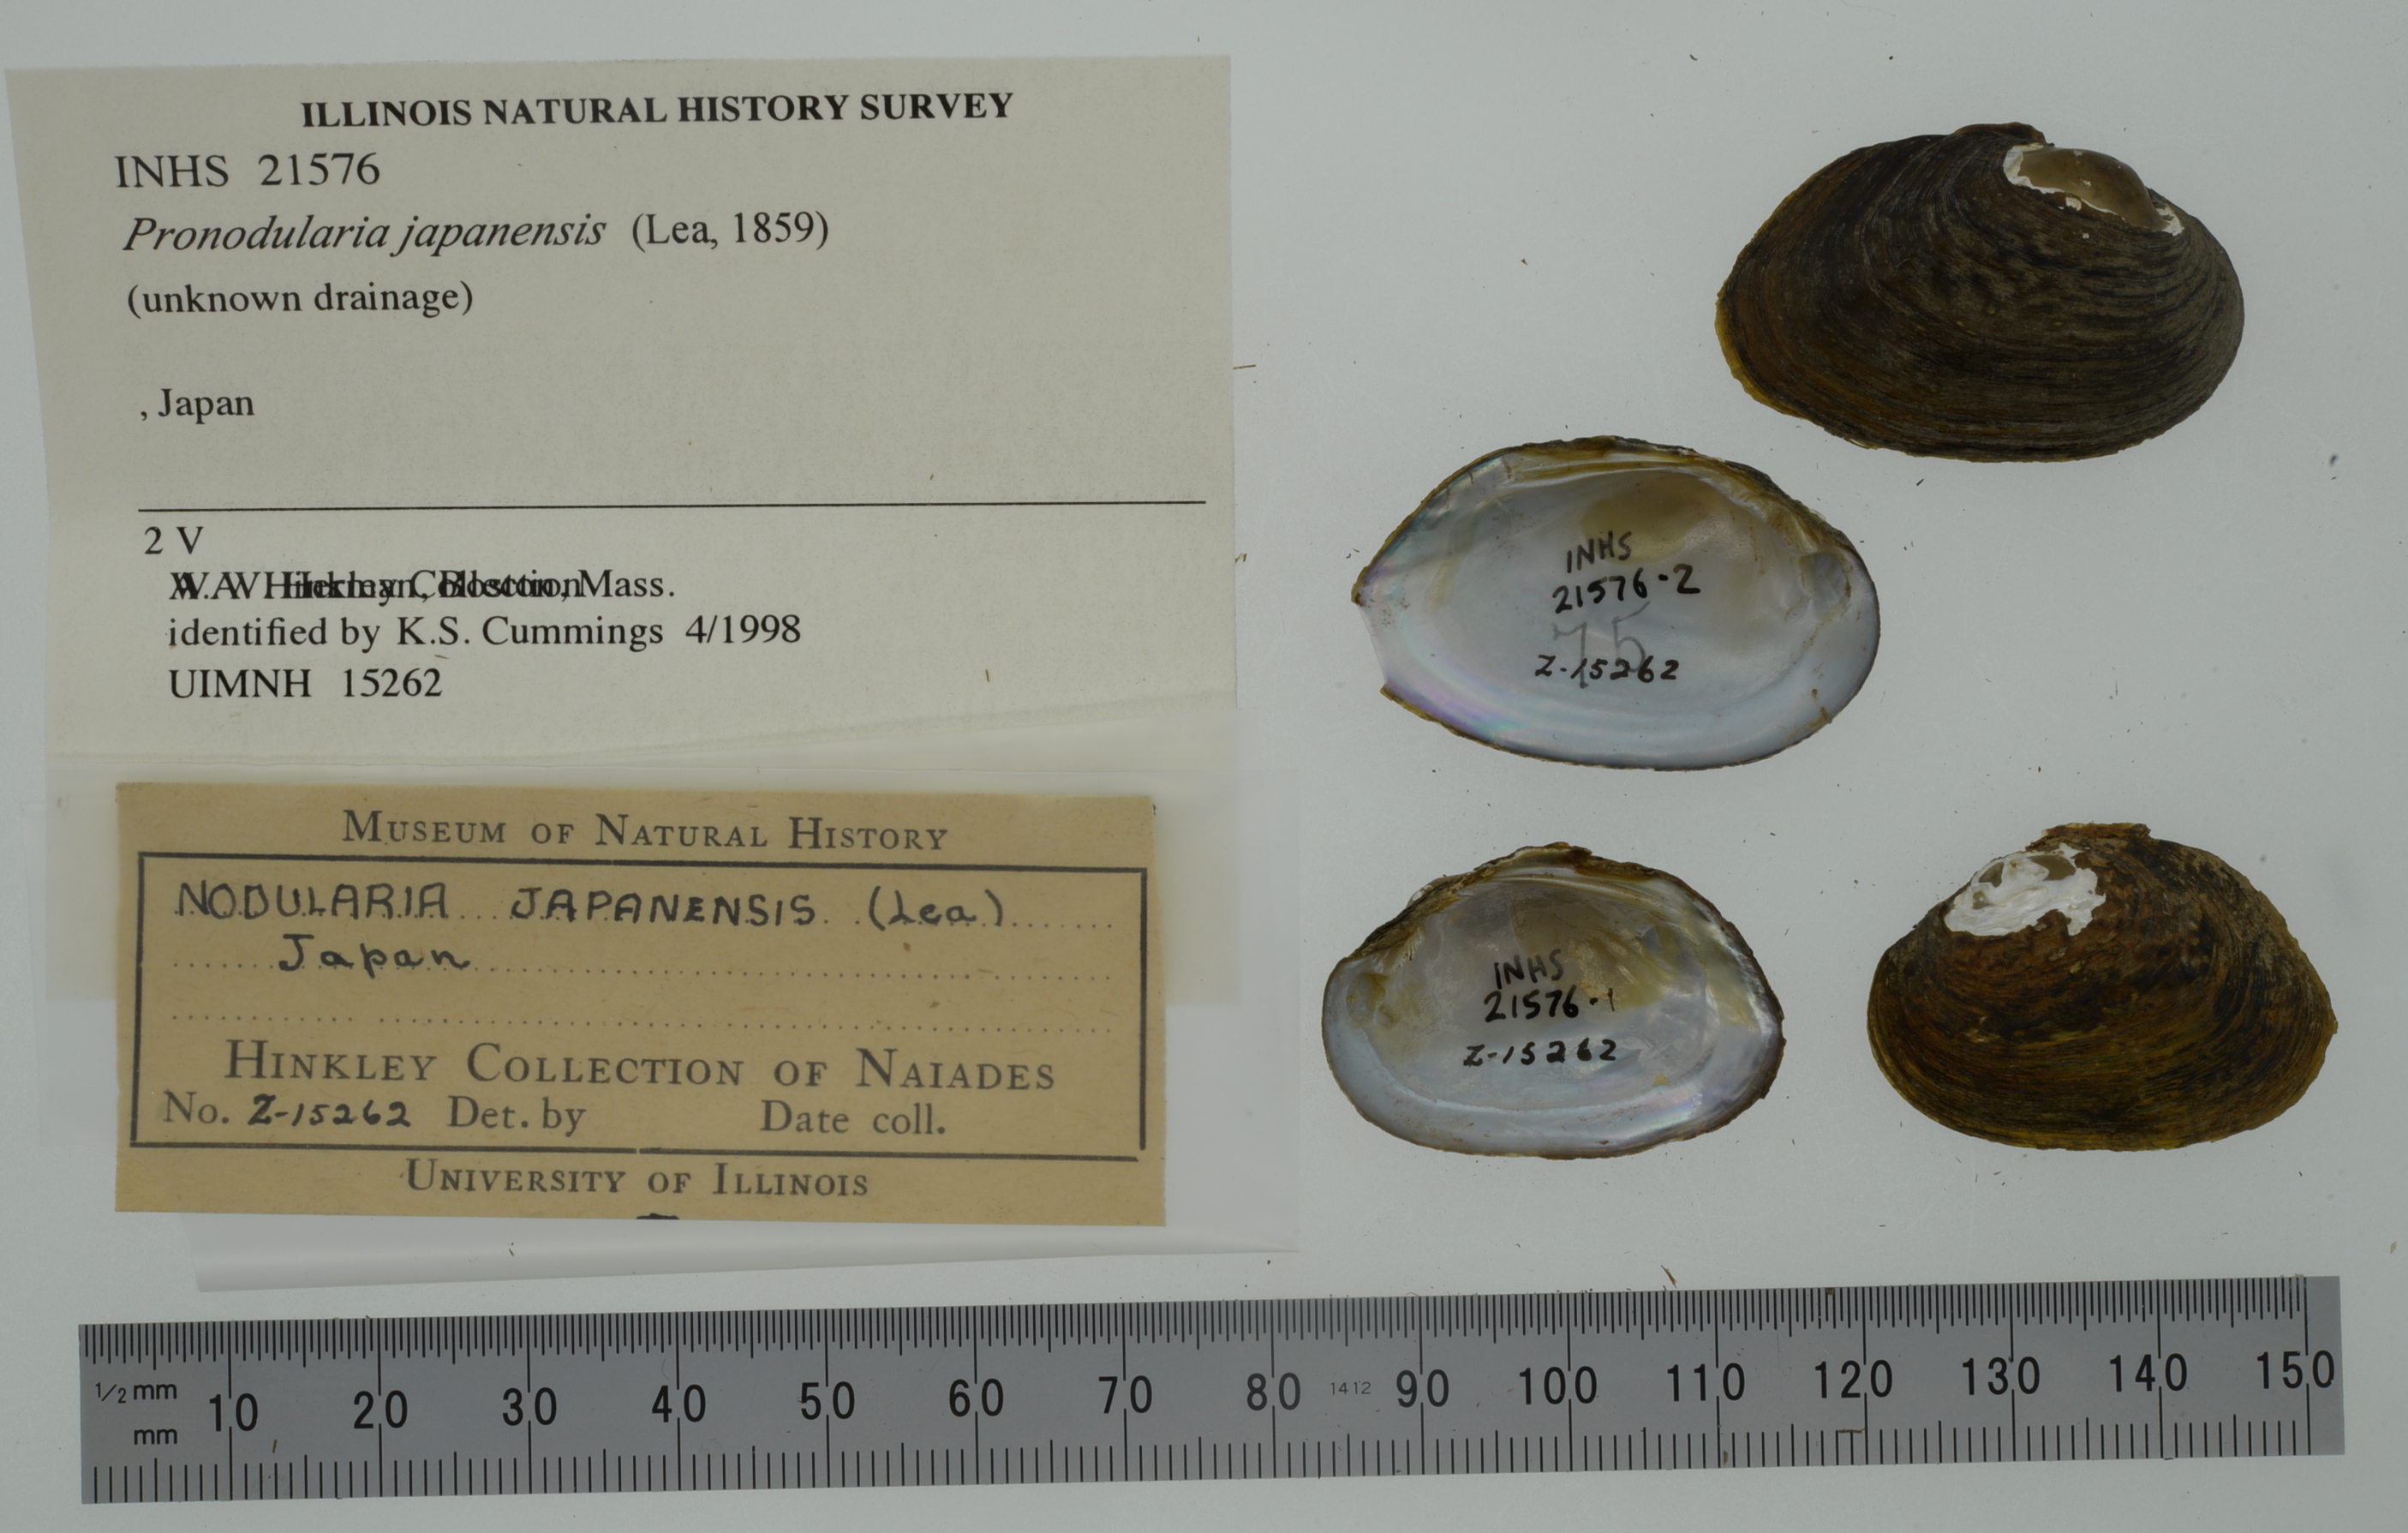 ILLINOIS NATURAL HISTORY SURVEY
INHS 21576
Pronodularia japanensis (Lea, 1859)
(unknown drainage)
, Japan
2 V
Mass.
identified by K.S. Cummings 4/1998
UIMNH 15262
MUSEUM OF NATURAL HISTORY
NODULARIA JAPANENSIS (Lea)
Japan
HINKLEY COLLECTION OF NAIADES
No. Z-15262 Det. by Date coll.
UNIVERSITY OF ILLINOIS
INHS
21576-2
75
Z-15262
INHS
21576-1
Z-15262
1/2 mm
mm
10 20 30 40 50 60 70 80 1412 90 100 110 120 130 140 150